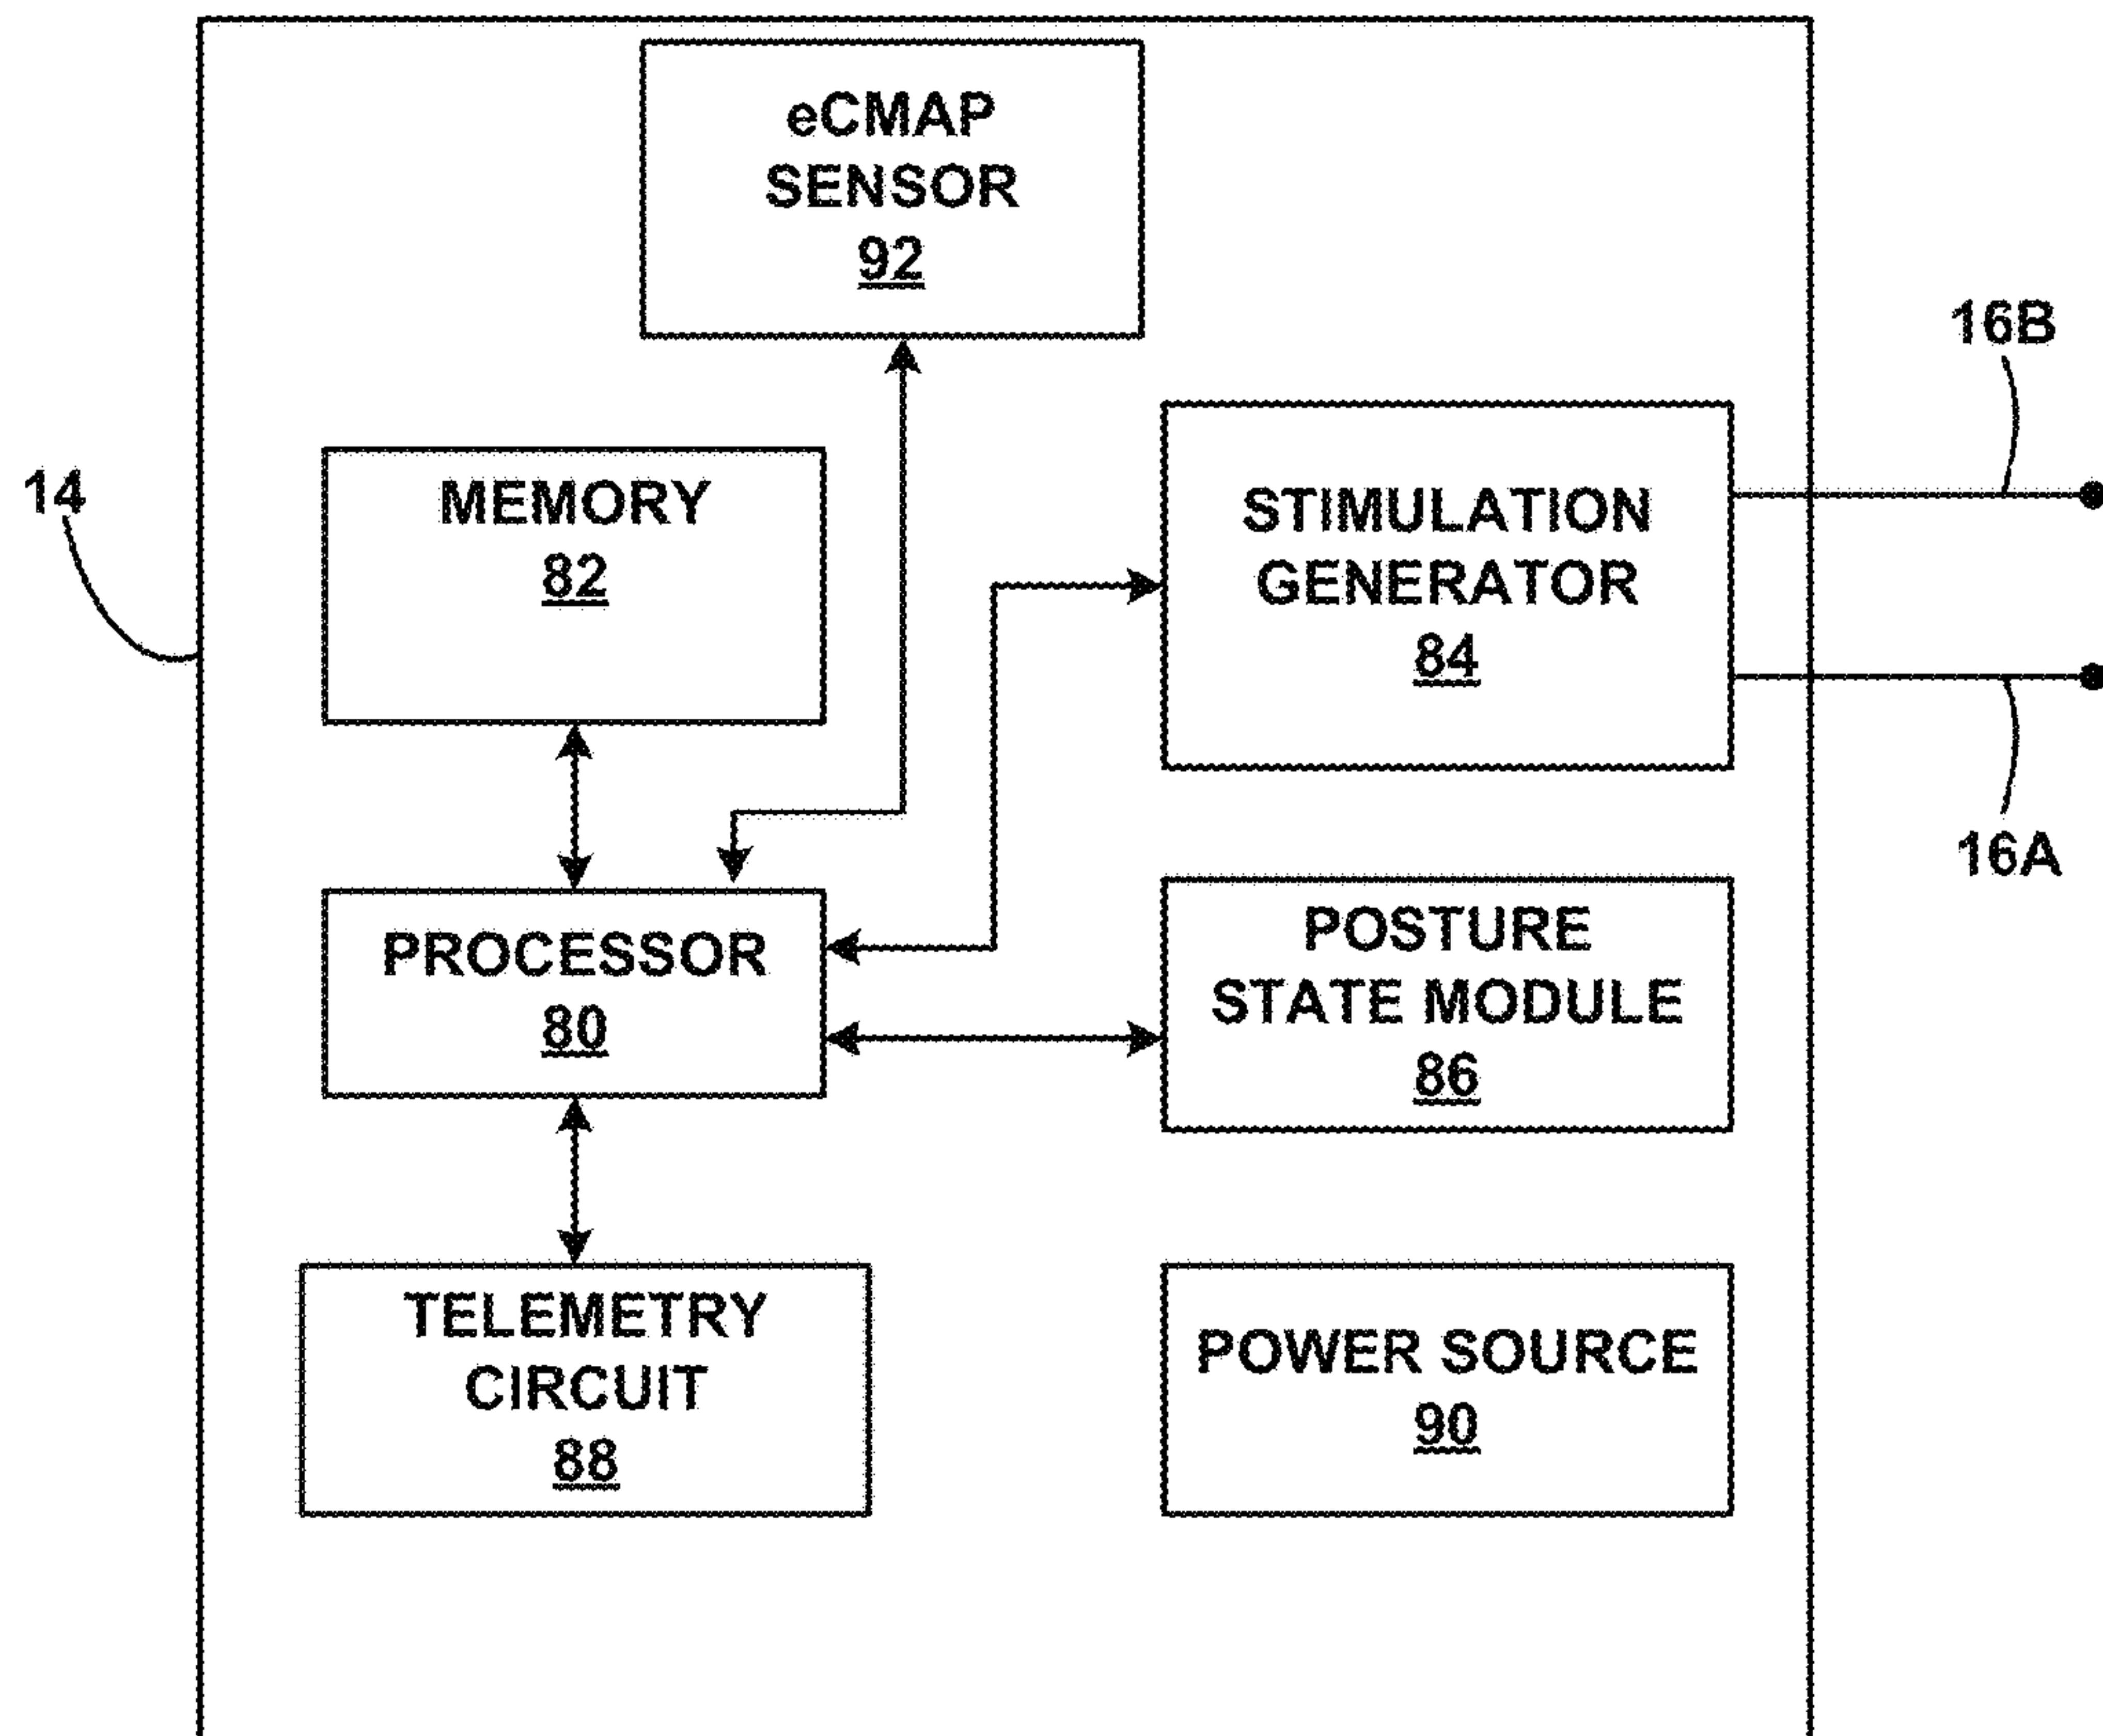 eCMAP
SENSOR
92
16B
14
MEMORY
82
STIMULATION
GENERATOR
84
16A
PROCESSOR
80
POSTURE
STATE MODULE
86
TELEMETRY
CIRCUIT
88
POWER SOURCE
90